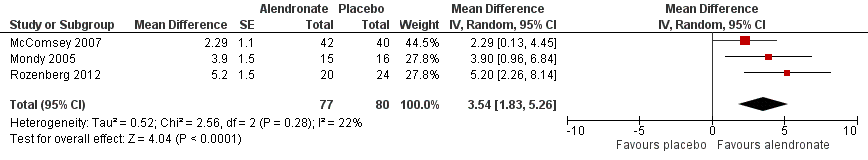 Alendronate Placebo Mean Difference Mean Difference
Study or Subgroup Mean Difference SE Total Total Weight IV, Random, 95% CI IV, Random, 95% CI
McComsey 2007 2.29 1.1 42 40 44.5% 2.29 [0.13, 4.45]
Mondy 2005 3.9 1.5 15 16 27.8% 3.90 [0.96, 6.84]
Rozenberg 2012 5.2 1.5 20 24 27.8% 5.20 [2.26, 8.14]
Total (95% CI) 77 80 100.0% 3.54 [1.83, 5.26]
Heterogeneity: Tau² = 0.52; Chi² = 2.56, df = 2 (P = 0.28); I² = 22%
Test for overall effect: Z = 4.04 (P < 0.0001)
-10 -5 0 5 10
Favours placebo Favours alendronate